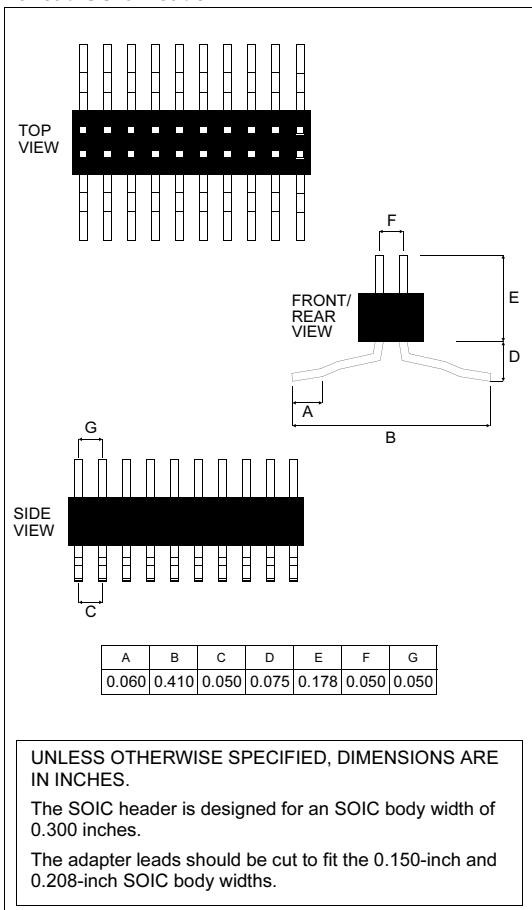 TOP
VIEW
F
E
FRONT/
REAR
VIEW
D
A
B
G
SIDE
VIEW
C
A B C D E F G
0.060 0.410 0.050 0.075 0.178 0.050 0.050
UNLESS OTHERWISE SPECIFIED, DIMENSIONS ARE
IN INCHES.
The SOIC header is designed for an SOIC body width of
0.300 inches.
The adapter leads should be cut to fit the 0.150-inch and
0.208-inch SOIC body widths.